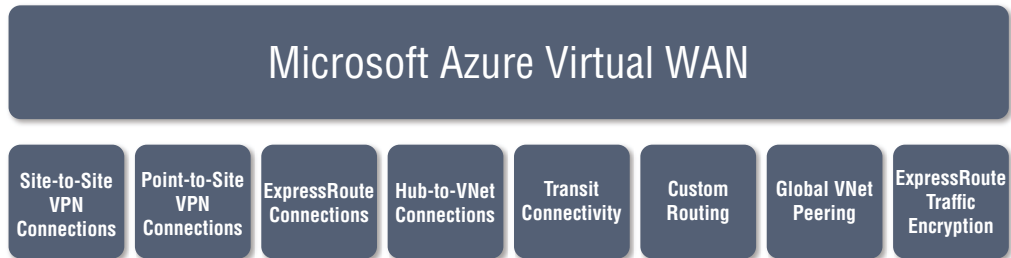 Microsoft Azure Virtual WAN
Site-to-Site
VPN
Connections
Point-to-Site
VPN
Connections
ExpressRoute
Connections
Hub-to-VNet
Connections
Transit
Connectivity
Custom
Routing
Global VNet
Peering
ExpressRoute
Traffic
Encryption